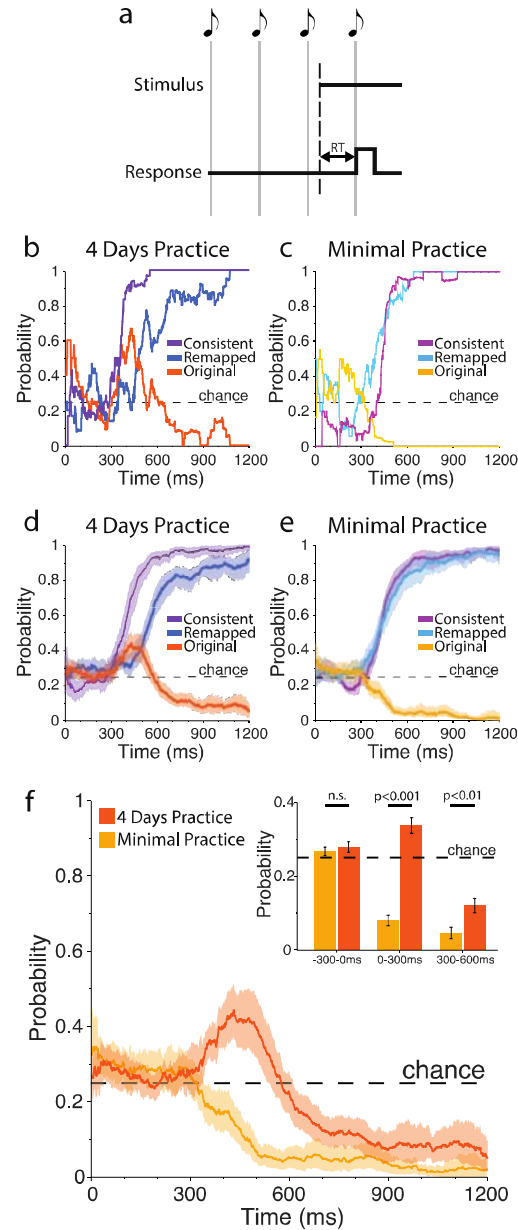 a
Stimulus
RT
Response
b
4 Days Practice
Probability
1
0.8
0.6
0.4
0.2
0
Consistent
Remapped
Original
chance
0 300 600 900 1200
Time (ms)
c
Minimal Practice
Probability
1
0.8
0.6
0.4
0.2
0
Consistent
Remapped
Original
chance
0 300 600 900 1200
Time (ms)
d
4 Days Practice
Probability
1
0.8
0.6
0.4
0.2
0
Consistent
Remapped
Original
chance
0 300 600 900 1200
Time (ms)
e
Minimal Practice
Probability
1
0.8
0.6
0.4
0.2
0
Consistent
Remapped
Original
chance
0 300 600 900 1200
Time (ms)
f
4 Days Practice
Minimal Practice
Probability
1
0.8
0.6
0.4
0.2
0
chance
0 300 600 900 1200
Time (ms)
n.s. p<0.001 p<0.01
Probability
0.4
0.2
0
chance
-300-0ms 0-300ms 300-600ms